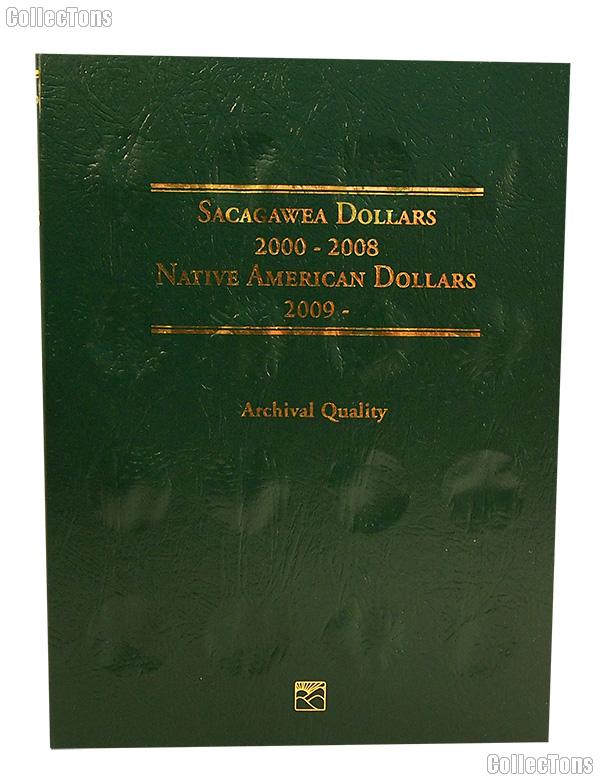 CollecTons
SACAGAWEA DOLLARS
2000 - 2008
NATIVE AMERICAN DOLLARS
2009 -
Archival Quality
CollecTons